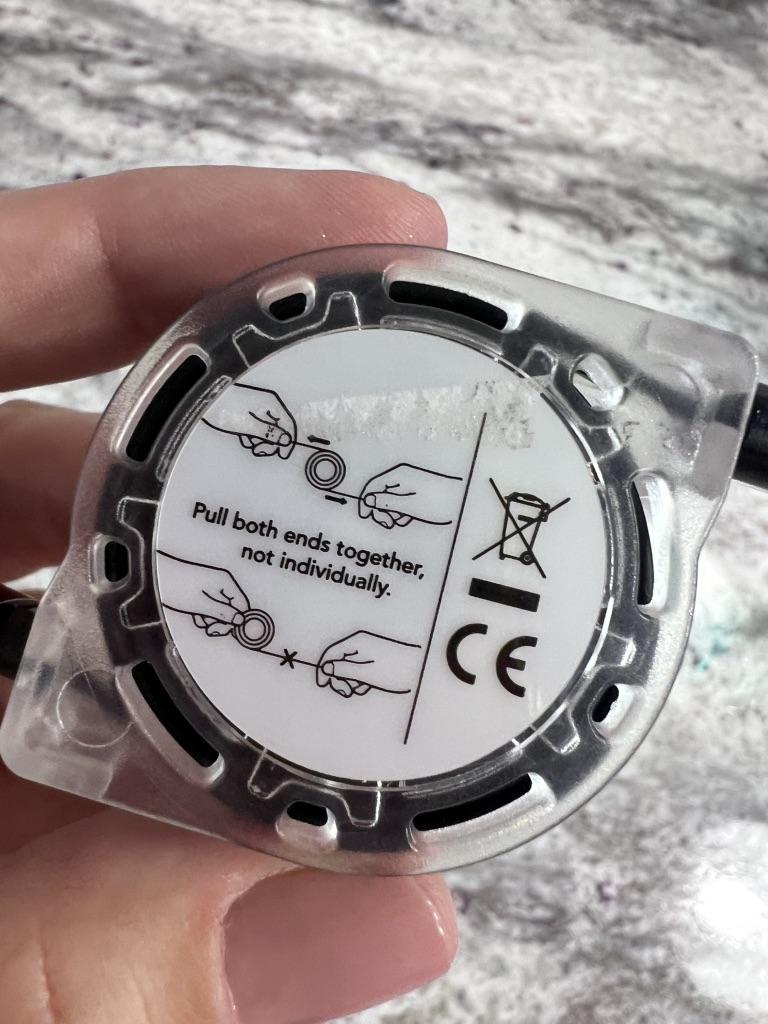 Pull both ends together,
not individually.
CE